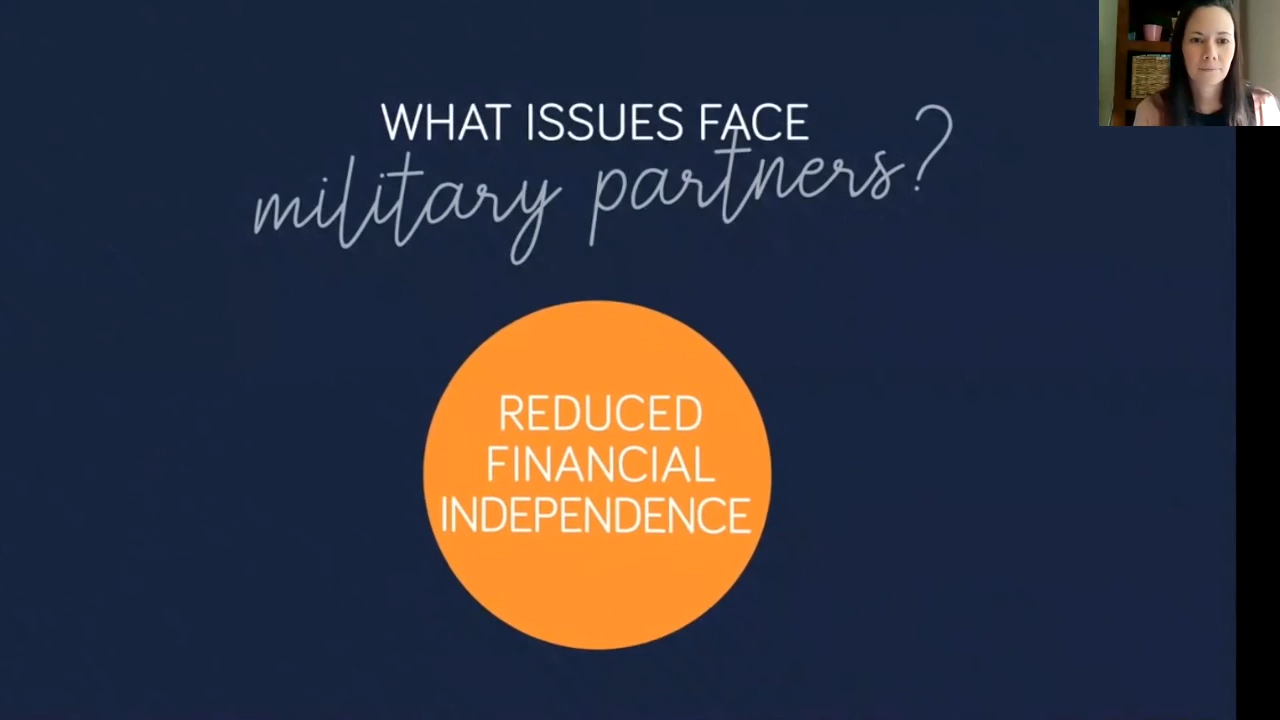 WHAT ISSUES FACE
military partners?
REDUCED
FINANCIAL
INDEPENDENCE